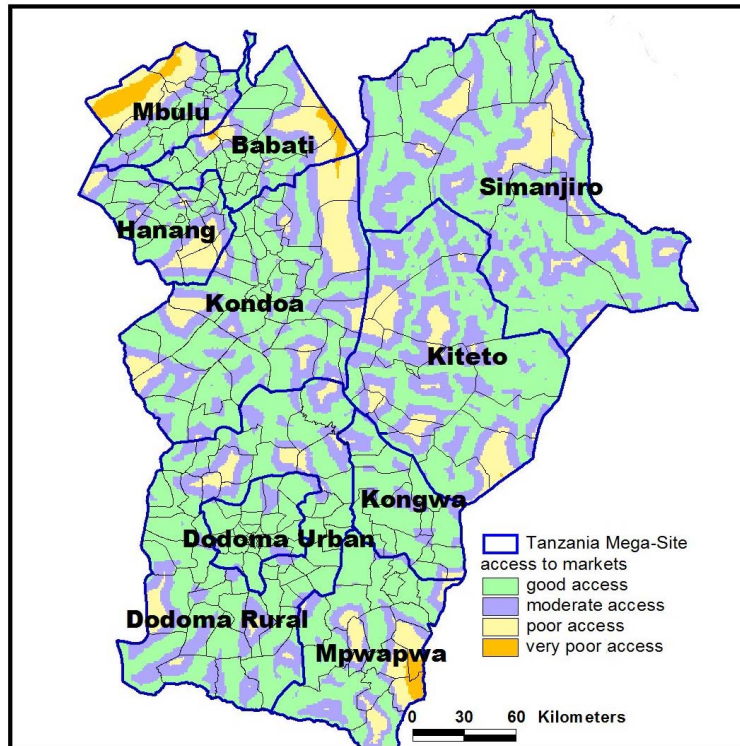 Mbulu
Babati
Simanjiro
Hanang
Kondoa
Kiteto
Kongwa
Dodoma Urban
Dodoma Rural
Mpwapwa
Tanzania Mega-Site
access to markets
good access
moderate access
poor access
very poor access
0 30 60 Kilometers